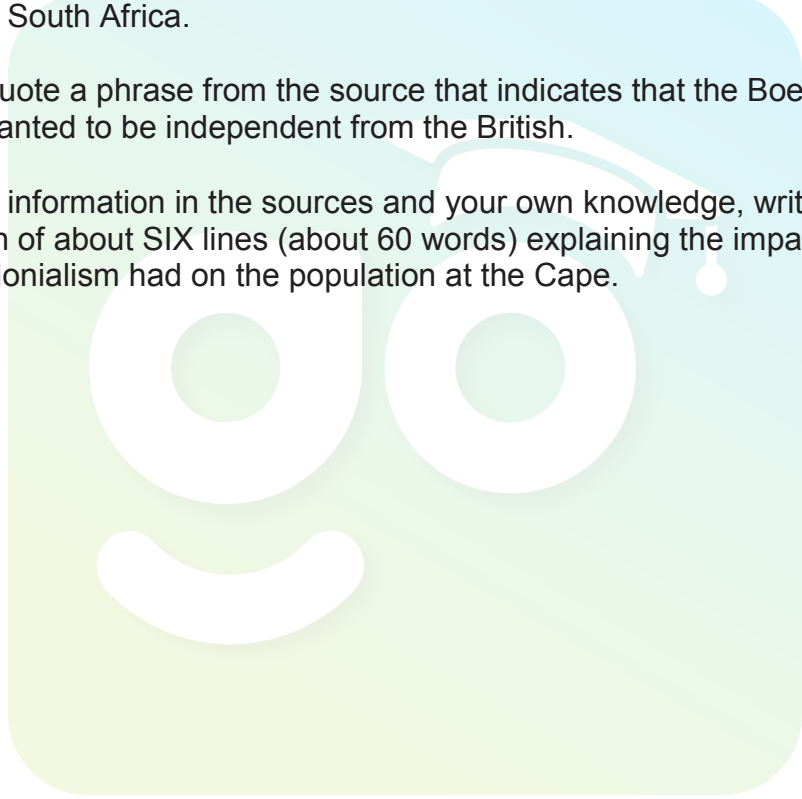 South Africa.
uote a phrase from the source that indicates that the Boe
anted to be independent from the British.
information in the sources and your own knowledge, writ
n of about SIX lines (about 60 words) explaining the impa
lonialism had on the population at the Cape.
go